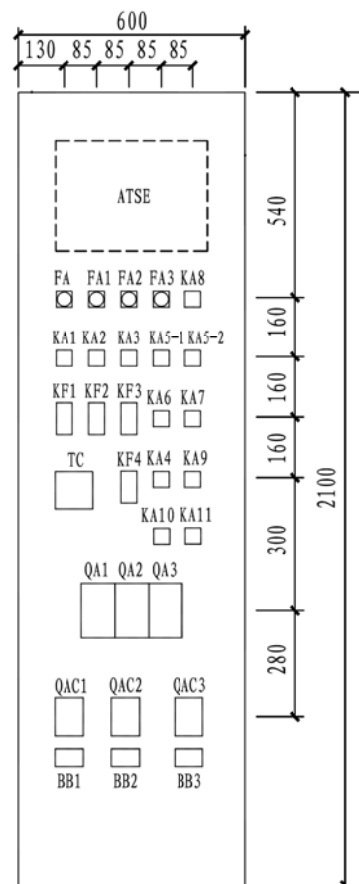 600
130 85 85 85 85
ATSE
540
FA FA1 FA2 FA3 KA8
160
KA1 KA2 KA3 KA5-1 KA5-2
160
KF1 KF2 KF3 KA6 KA7
160
TC KF4 KA4 KA9
2100
300
KA10 KA11
QA1 QA2 QA3
280
QAC1 QAC2 QAC3
BB1 BB2 BB3